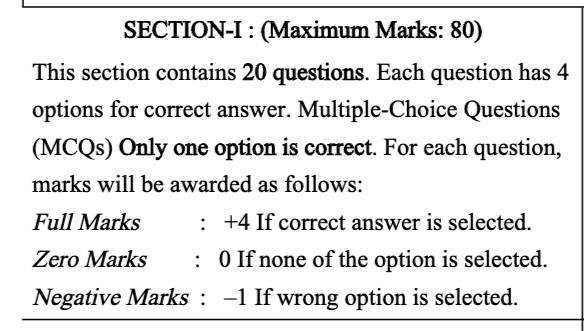 SECTION-I : (Maximum Marks: 80)
This section contains 20 questions. Each question has 4
options for correct answer. Multiple-Choice Questions
(MCQs) Only one option is correct. For each question,
marks will be awarded as follows:
Full Marks : +4 If correct answer is selected.
Zero Marks : 0 If none of the option is selected.
Negative Marks : –1 If wrong option is selected.